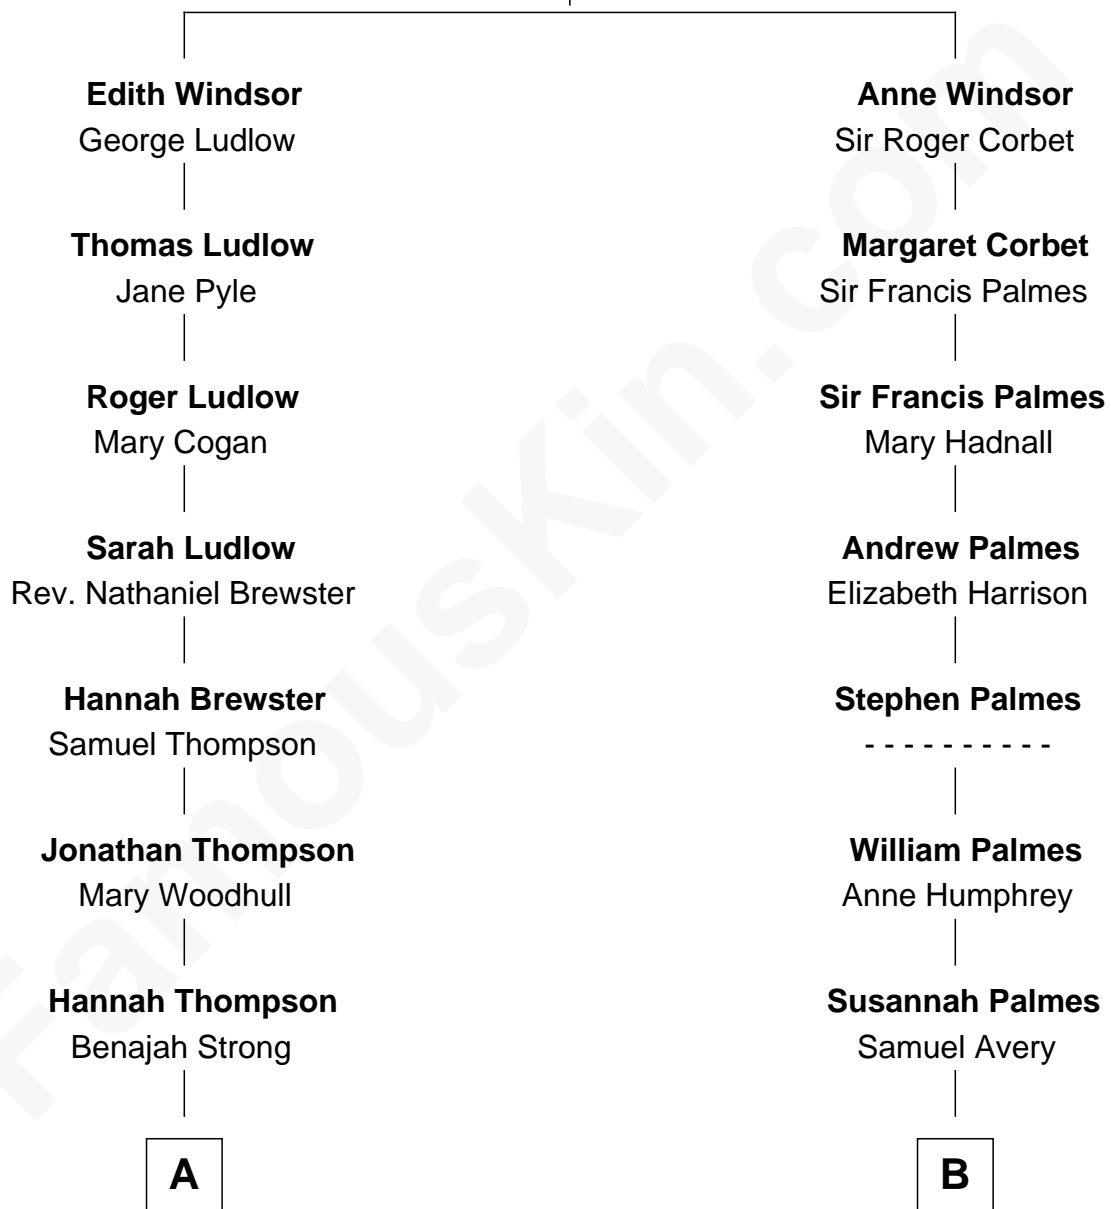 Edith Windsor
George Ludlow
Thomas Ludlow
Jane Pyle
Roger Ludlow
Mary Cogan
Sarah Ludlow
Rev. Nathaniel Brewster
Hannah Brewster
Samuel Thompson
Jonathan Thompson
Mary Woodhull
Hannah Thompson
Benajah Strong
A
Anne Windsor
Sir Roger Corbet
Margaret Corbet
Sir Francis Palmes
Sir Francis Palmes
Mary Hadnall
Andrew Palmes
Elizabeth Harrison
Stephen Palmes
- - - - - - - - - -
William Palmes
Anne Humphrey
Susannah Palmes
Samuel Avery
B
FamousKin.com